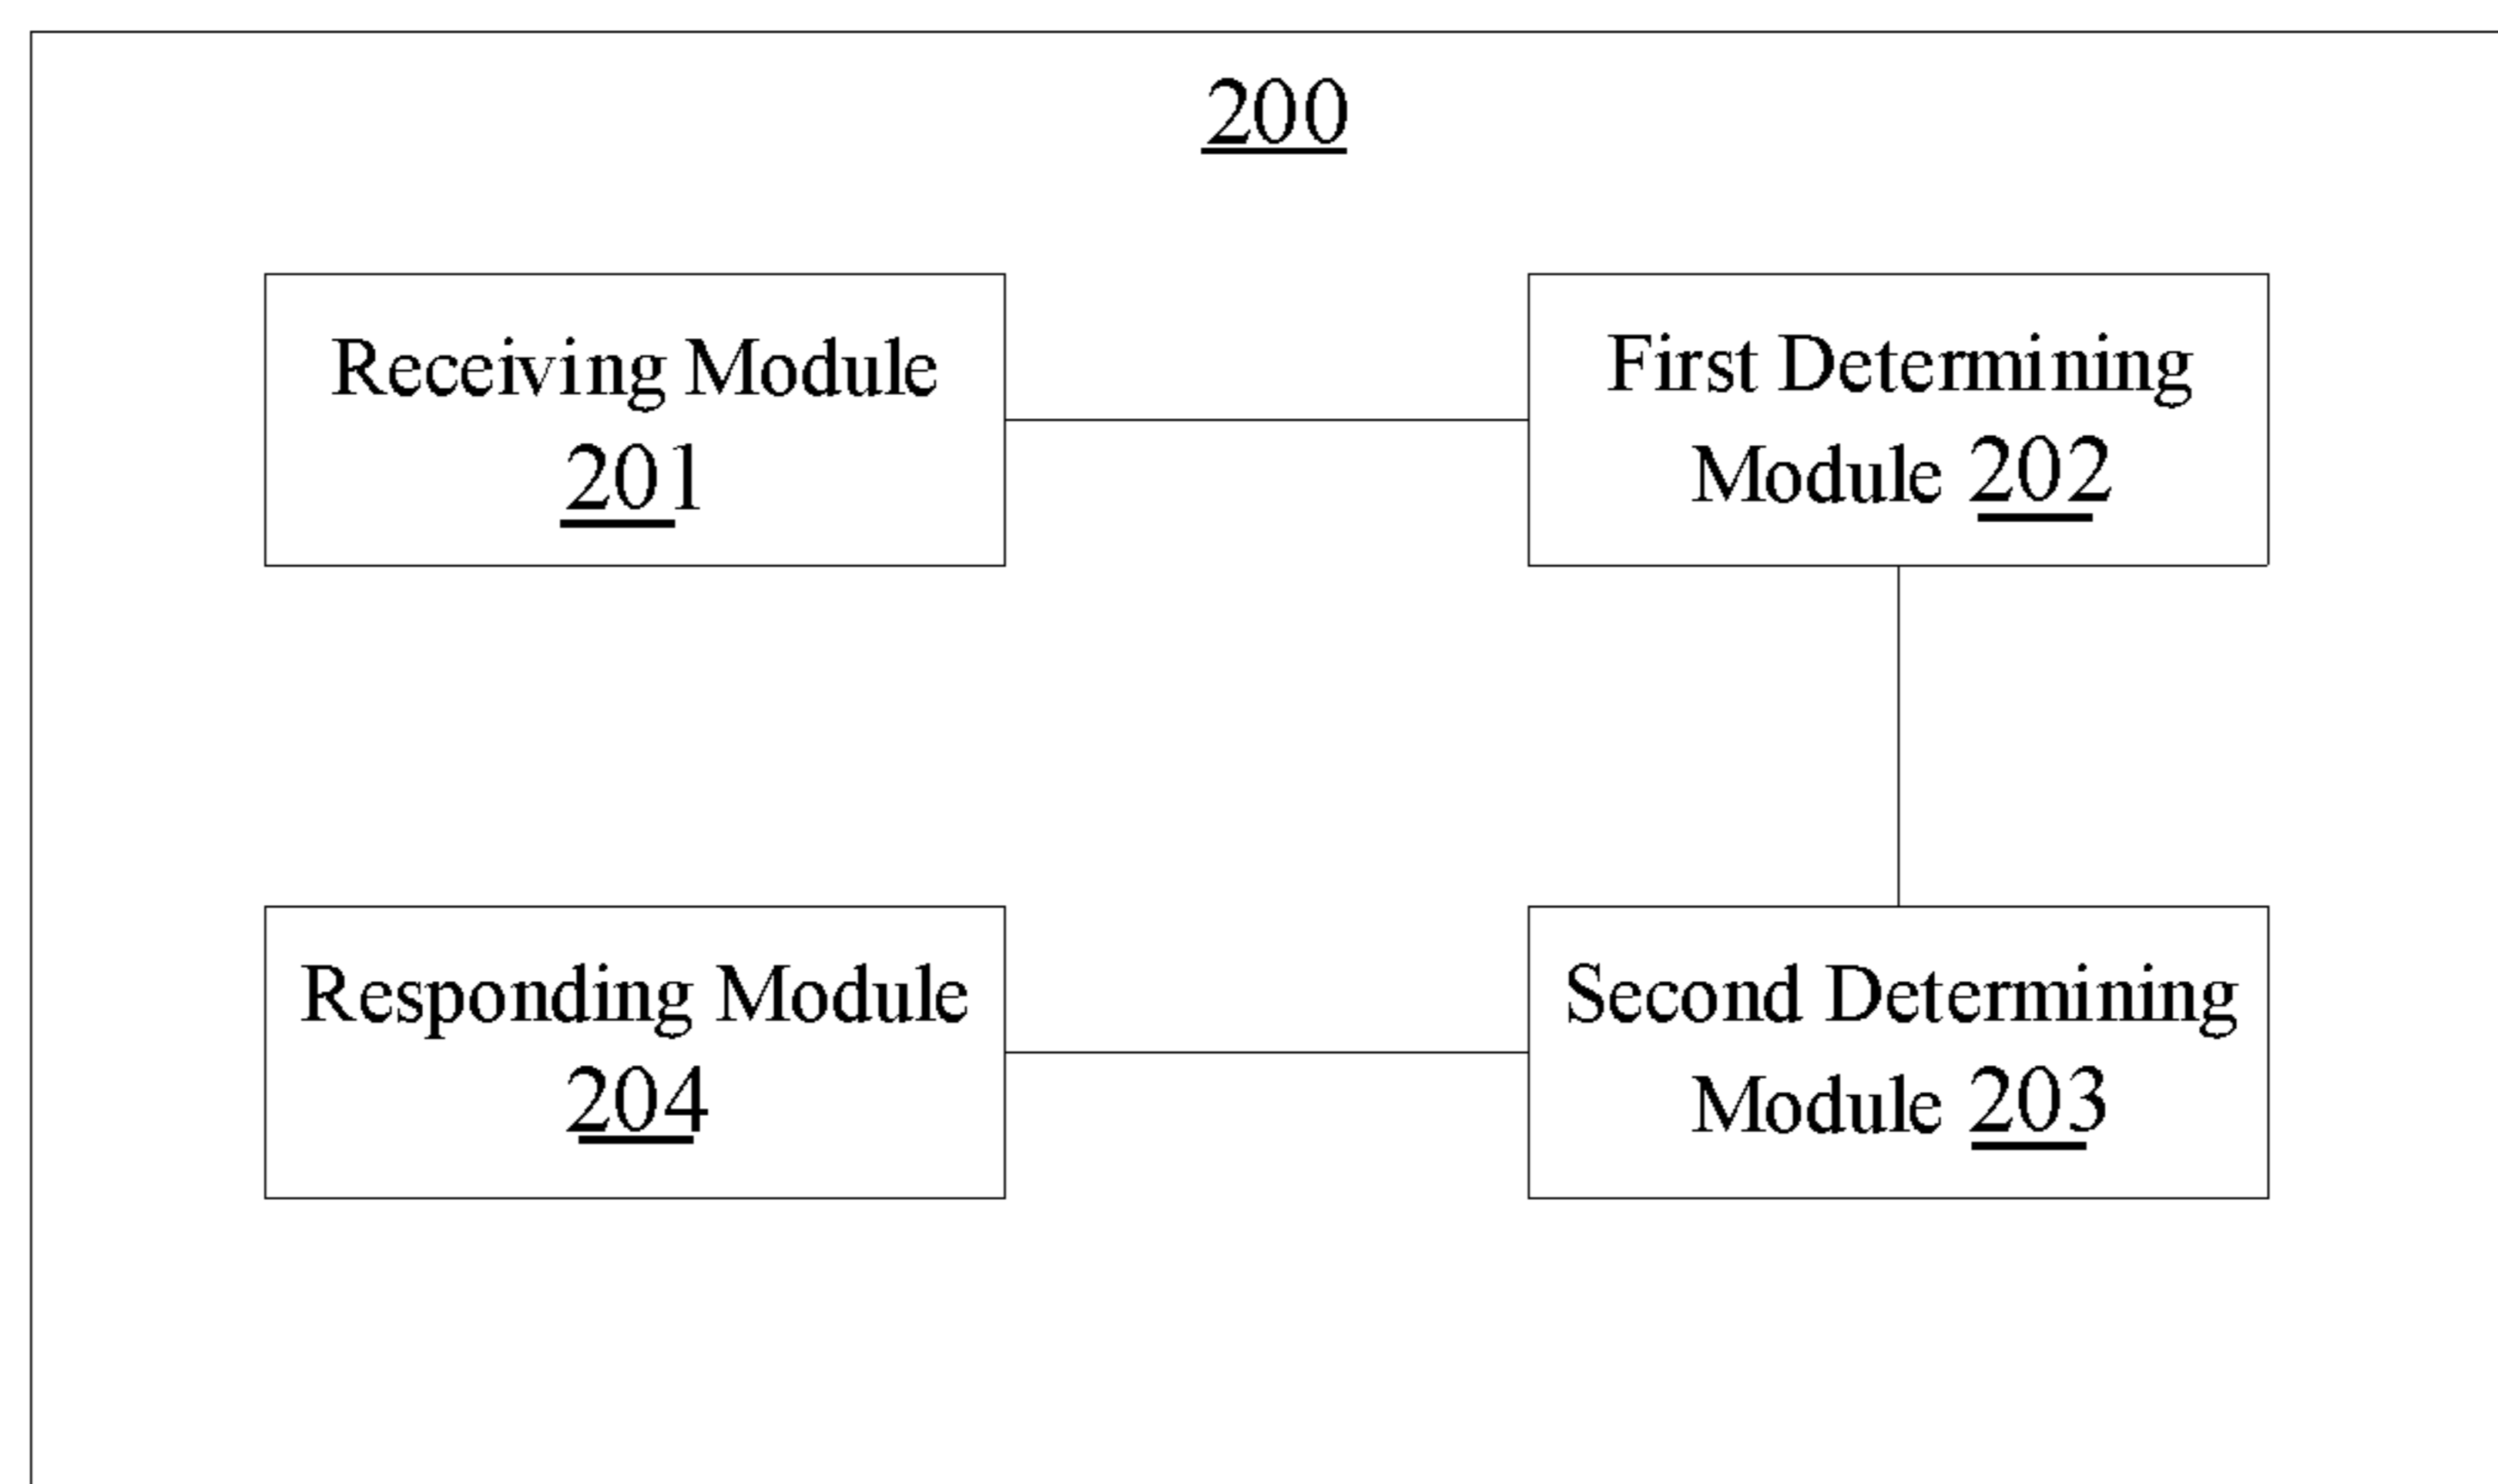 200
Receiving Module
201
First Determining
Module 202
Responding Module
204
Second Determining
Module 203